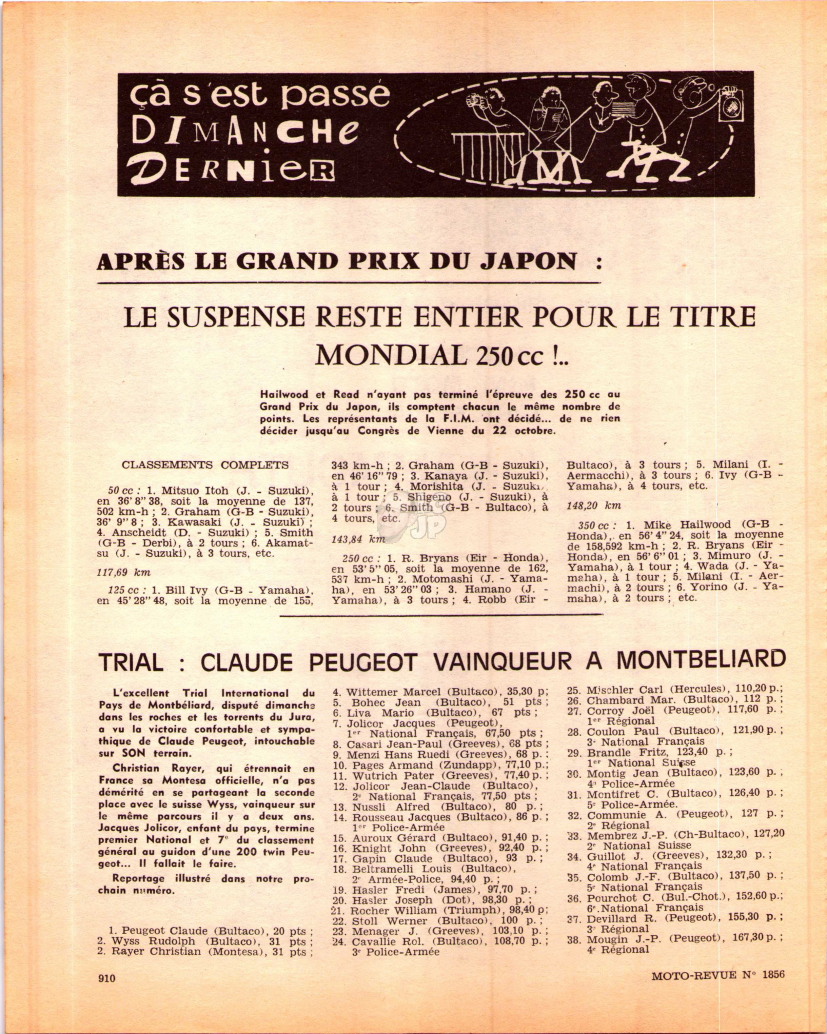 çà s'est passé
DIMANCHE
DERNIER
APRÈS LE GRAND PRIX DU JAPON :
LE SUSPENSE RESTE ENTIER POUR LE TITRE
MONDIAL 250 cc !..
Hailwood et Read n'ayant pas terminé l'épreuve des 250 cc au
Grand Prix du Japon, ils comptent chacun le même nombre de
points. Les représentants de la F.I.M. ont décidé... de ne rien
décider jusqu'au Congrès de Vienne du 22 octobre.
CLASSEMENTS COMPLETS
50 cc : 1. Mitsuo Itoh (J. - Suzuki),
en 36' 8" 38, soit la moyenne de 137,
502 km-h ; 2. Graham (G-B - Suzuki),
36' 9" 8 ; 3. Kawasaki (J. - Suzuki) ;
4. Anscheidt (D. - Suzuki) ; 5. Smith
(G-B - Derbi), à 2 tours ; 6. Akamat-
su (J. - Suzuki), à 3 tours, etc.
117,69 km
125 cc : 1. Bill Ivy (G-B - Yamaha),
en 45' 28" 48, soit la moyenne de 155,
343 km-h ; 2. Graham (G-B - Suzuki),
en 46' 16" 79 ; 3. Kanaya (J. - Suzuki),
à 1 tour ; 4. Morishita (J. - Suzuki),
à 1 tour ; 5. Shigeno (J. - Suzuki), à
2 tours ; 6. Smith (G-B - Bultaco), à
4 tours, etc.
143,84 km
250 cc : 1. R. Bryans (Eir - Honda),
en 53' 5" 05, soit la moyenne de 162,
537 km-h ; 2. Motomashi (J. - Yama-
ha), en 53' 26" 03 ; 3. Hamano (J. -
Yamaha), à 3 tours ; 4. Robb (Eir -
Bultaco), à 3 tours ; 5. Milani (I. -
Aermacchi), à 3 tours ; 6. Ivy (G-B -
Yamaha), à 4 tours, etc.
148,20 km
350 cc : 1. Mike Hailwood (G-B -
Honda), en 56' 4" 24, soit la moyenne
de 158,592 km-h ; 2. R. Bryans (Eir -
Honda), en 56' 6" 01 ; 3. Mimuro (J. -
Yamaha), à 1 tour ; 4. Wada (J. - Ya-
maha), à 1 tour ; 5. Milani (I. - Aer-
machi), à 2 tours ; 6. Yorino (J. - Ya-
maha), à 2 tours ; etc.
JP
TRIAL : CLAUDE PEUGEOT VAINQUEUR A MONTBELIARD
L'excellent Trial International du
Pays de Montbéliard, disputé dimanche
dans les roches et les torrents du Jura,
a vu la victoire confortable et sympa-
thique de Claude Peugeot, intouchable
sur SON terrain.
Christian Rayer, qui étrennait en
France sa Montesa officielle, n'a pas
démérité en se partageant la seconde
place avec le suisse Wyss, vainqueur sur
le même parcours il y a deux ans.
Jacques Jolicor, enfant du pays, termine
premier National et 7e du classement
général au guidon d'une 200 twin Peu-
geot... Il fallait le faire.
Reportage illustré dans notre pro-
chain numéro.
1. Peugeot Claude (Bultaco), 20 pts ;
2. Wyss Rudolph (Bultaco), 31 pts ;
2. Rayer Christian (Montesa), 31 pts ;
4. Wittemer Marcel (Bultaco), 35,30 p;
5. Bohec Jean (Bultaco), 51 pts ;
6. Liva Mario (Bultaco), 67 pts ;
7. Jolicor Jacques (Peugeot),
1er National Français, 67,50 pts ;
8. Casari Jean-Paul (Greeves), 68 pts ;
9. Menzi Hans Ruedi (Greeves), 68 p. ;
10. Pages Armand (Zundapp), 77,10 p. ;
11. Wutrich Pater (Greeves), 77,40 p. ;
12. Jolicor Jean-Claude (Bultaco),
2e National Français, 77,50 pts ;
13. Nussli Alfred (Bultaco), 80 p. ;
14. Rousseau Jacques (Bultaco), 86 p. ;
1er Police-Armée
15. Auroux Gérard (Bultaco), 91,40 p. ;
16. Knight John (Greeves), 92,40 p. ;
17. Gapin Claude (Bultaco), 93 p. ;
18. Beltramelli Louis (Bultaco),
2e Armée-Police, 94,40 p. ;
19. Hasler Fredi (James), 97,70 p. ;
20. Hasler Joseph (Dot), 98,30 p. ;
21. Rocher William (Triumph), 98,40 p;
22. Stoll Werner (Bultaco), 100 p. ;
23. Menager J. (Greeves), 103,10 p. ;
24. Cavallie Rol. (Bultaco), 108,70 p. ;
3e Police-Armée
25. Mischler Carl (Hercules), 110,20 p. ;
26. Chambard Mar. (Bultaco), 112 p. ;
27. Corroy Joël (Peugeot), 117,60 p. ;
1er Régional
28. Coulon Paul (Bultaco), 121,90 p. ;
3e National Français
29. Brandle Fritz, 123,40 p. ;
1er National Suisse
30. Montig Jean (Bultaco), 123,60 p. ;
4e Police-Armée
31. Montifret C. (Bultaco), 126,40 p. ;
5e Police-Armée.
32. Communie A. (Peugeot), 127 p. ;
2e Régional
33. Membrez J.-P. (Ch-Bultaco), 127,20
2e National Suisse
34. Guillot J. (Greeves), 132,30 p. ;
4e National Français
35. Colomb J.-F. (Bultaco), 137,50 p. ;
5e National Français
36. Pourchot C. (Bul.-Chot.), 152,60 p. ;
6e National Français
37. Devillard R. (Peugeot), 155,30 p. ;
3e Régional
38. Mougin J.-P. (Peugeot), 167,30 p. ;
4e Régional
910
MOTO-REVUE N° 1856